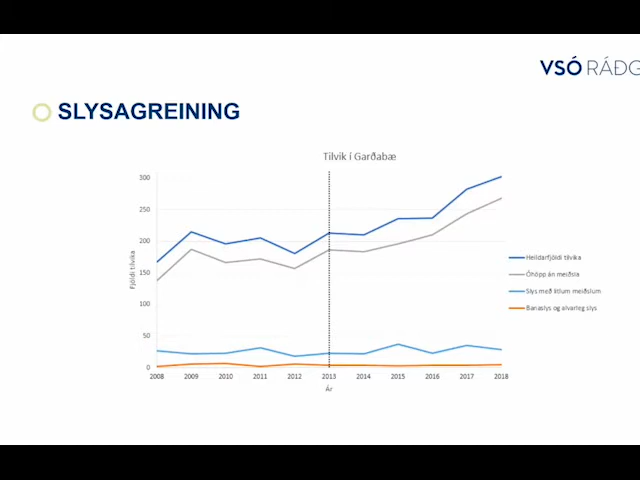 VSÓ RÁÐG
SLYSAGREINING
Tilvik í Garðabæ
300
250
200
150
100
50
0
Fjöldi tilvika
2008 2009 2010 2011 2012 2013 2014 2015 2016 2017 2018
Ár
Heildarfjöldi tilvika
Óhöpp án meiðsla
Slys með litlum meiðslum
Banaslys og alvarleg slys